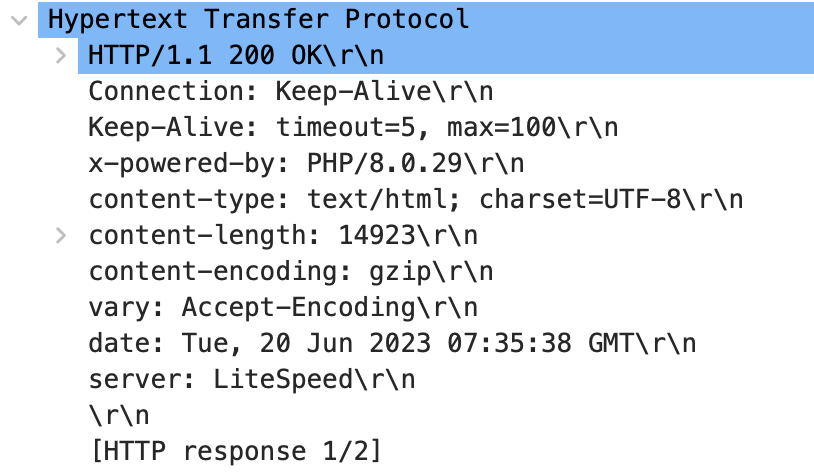 Hypertext Transfer Protocol
HTTP/1.1 200 OK\r\n
Connection: Keep-Alive\r\n
Keep-Alive: timeout=5, max=100\r\n
x-powered-by: PHP/8.0.29\r\n
content-type: text/html; charset=UTF-8\r\n
content-length: 14923\r\n
content-encoding: gzip\r\n
vary: Accept-Encoding\r\n
date: Tue, 20 Jun 2023 07:35:38 GMT\r\n
server: LiteSpeed\r\n
\r\n
[HTTP response 1/2]